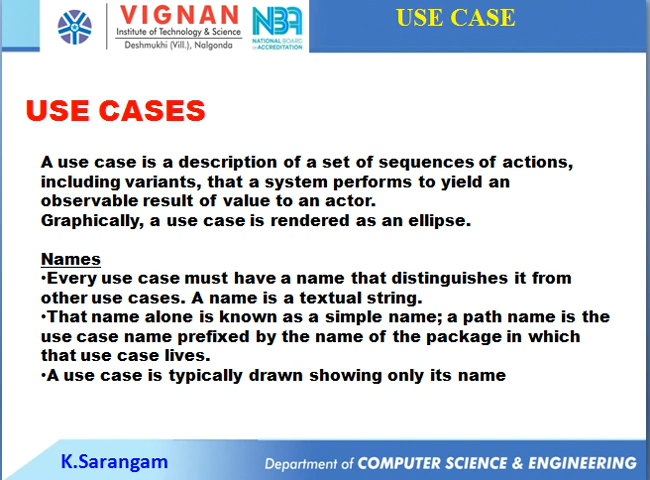 VIGNAN
Institute of Technology & Science
Deshmukhi (Vill.), Nalgonda
NBA
NATIONAL BOARD
of ACCREDITATION
USE CASE
USE CASES
A use case is a description of a set of sequences of actions,
including variants, that a system performs to yield an
observable result of value to an actor.
Graphically, a use case is rendered as an ellipse.
Names
•Every use case must have a name that distinguishes it from
other use cases. A name is a textual string.
•That name alone is known as a simple name; a path name is the
use case name prefixed by the name of the package in which
that use case lives.
•A use case is typically drawn showing only its name
K.Sarangam
Department of COMPUTER SCIENCE & ENGINEERING